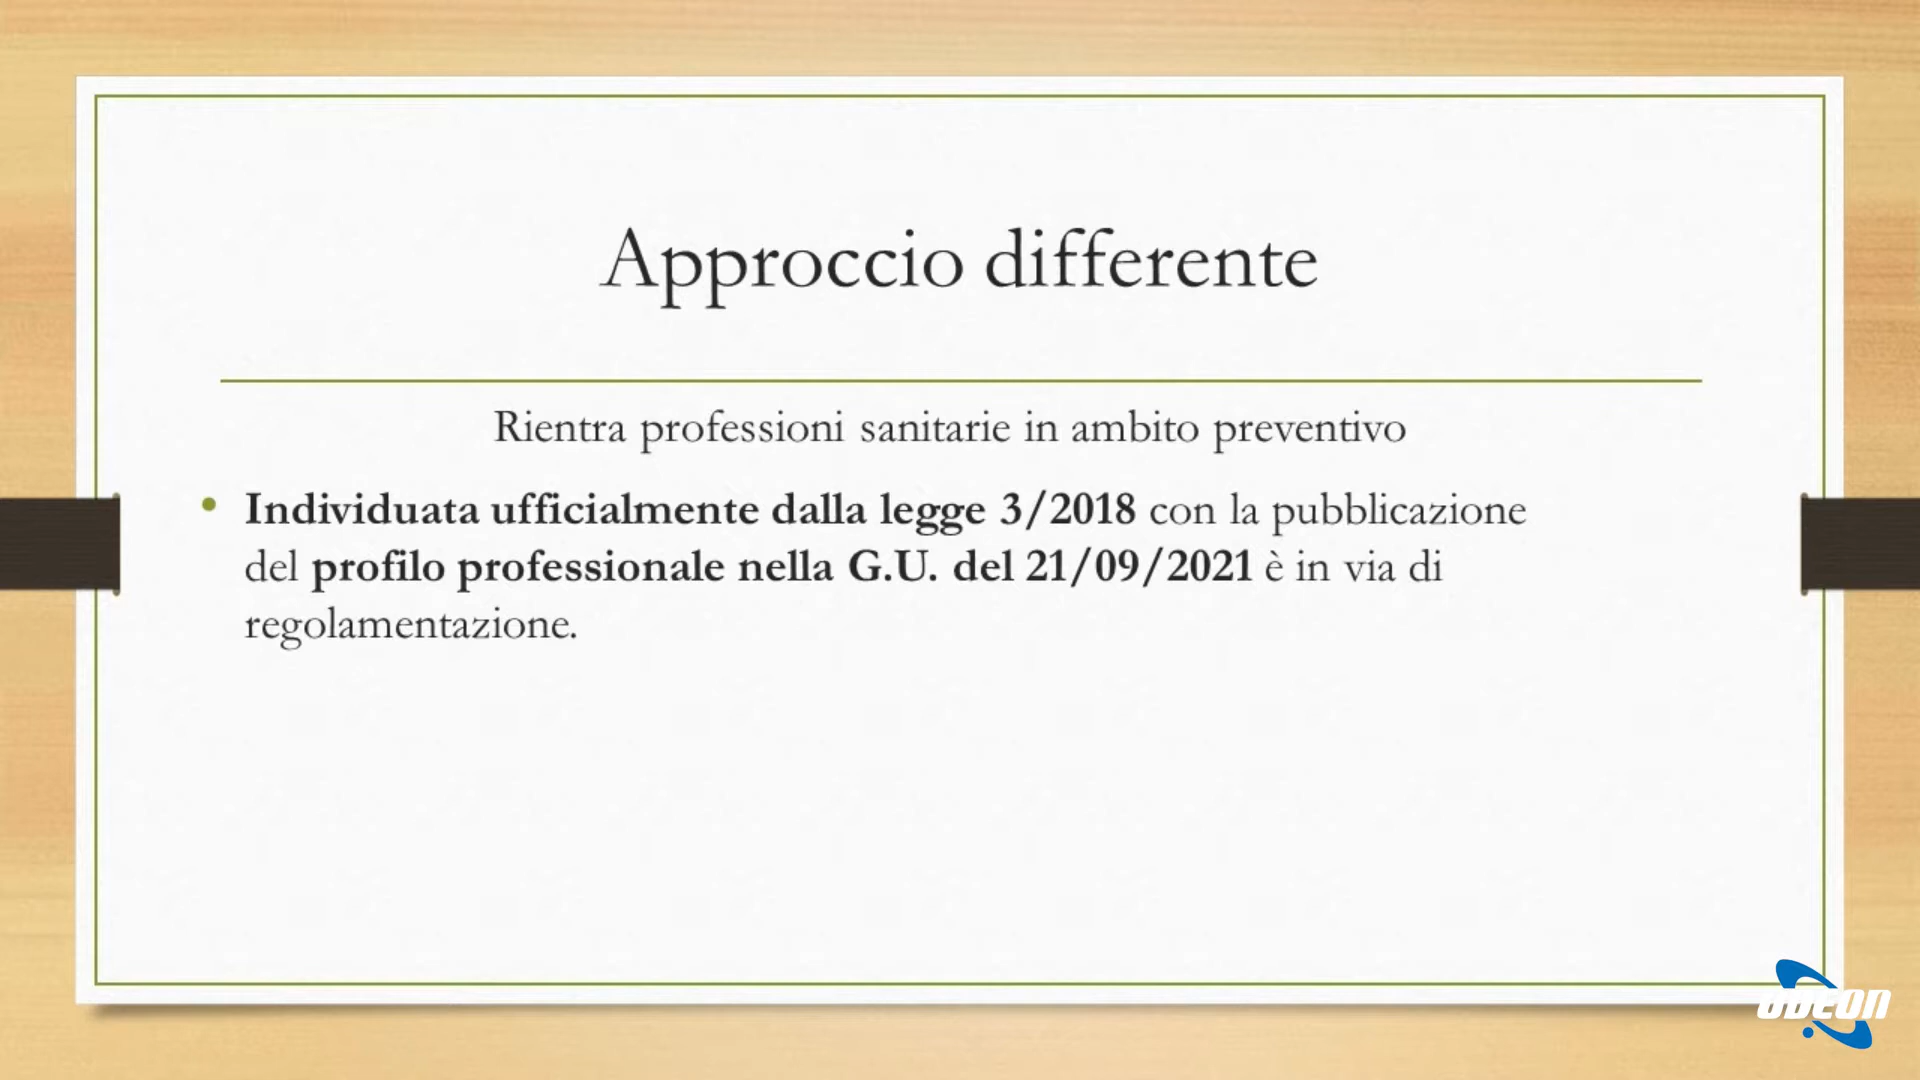 Approccio differente
Rientra professioni sanitarie in ambito preventivo
• Individuata ufficialmente dalla legge 3/2018 con la pubblicazione
del profilo professionale nella G.U. del 21/09/2021 è in via di
regolamentazione.
ODEON